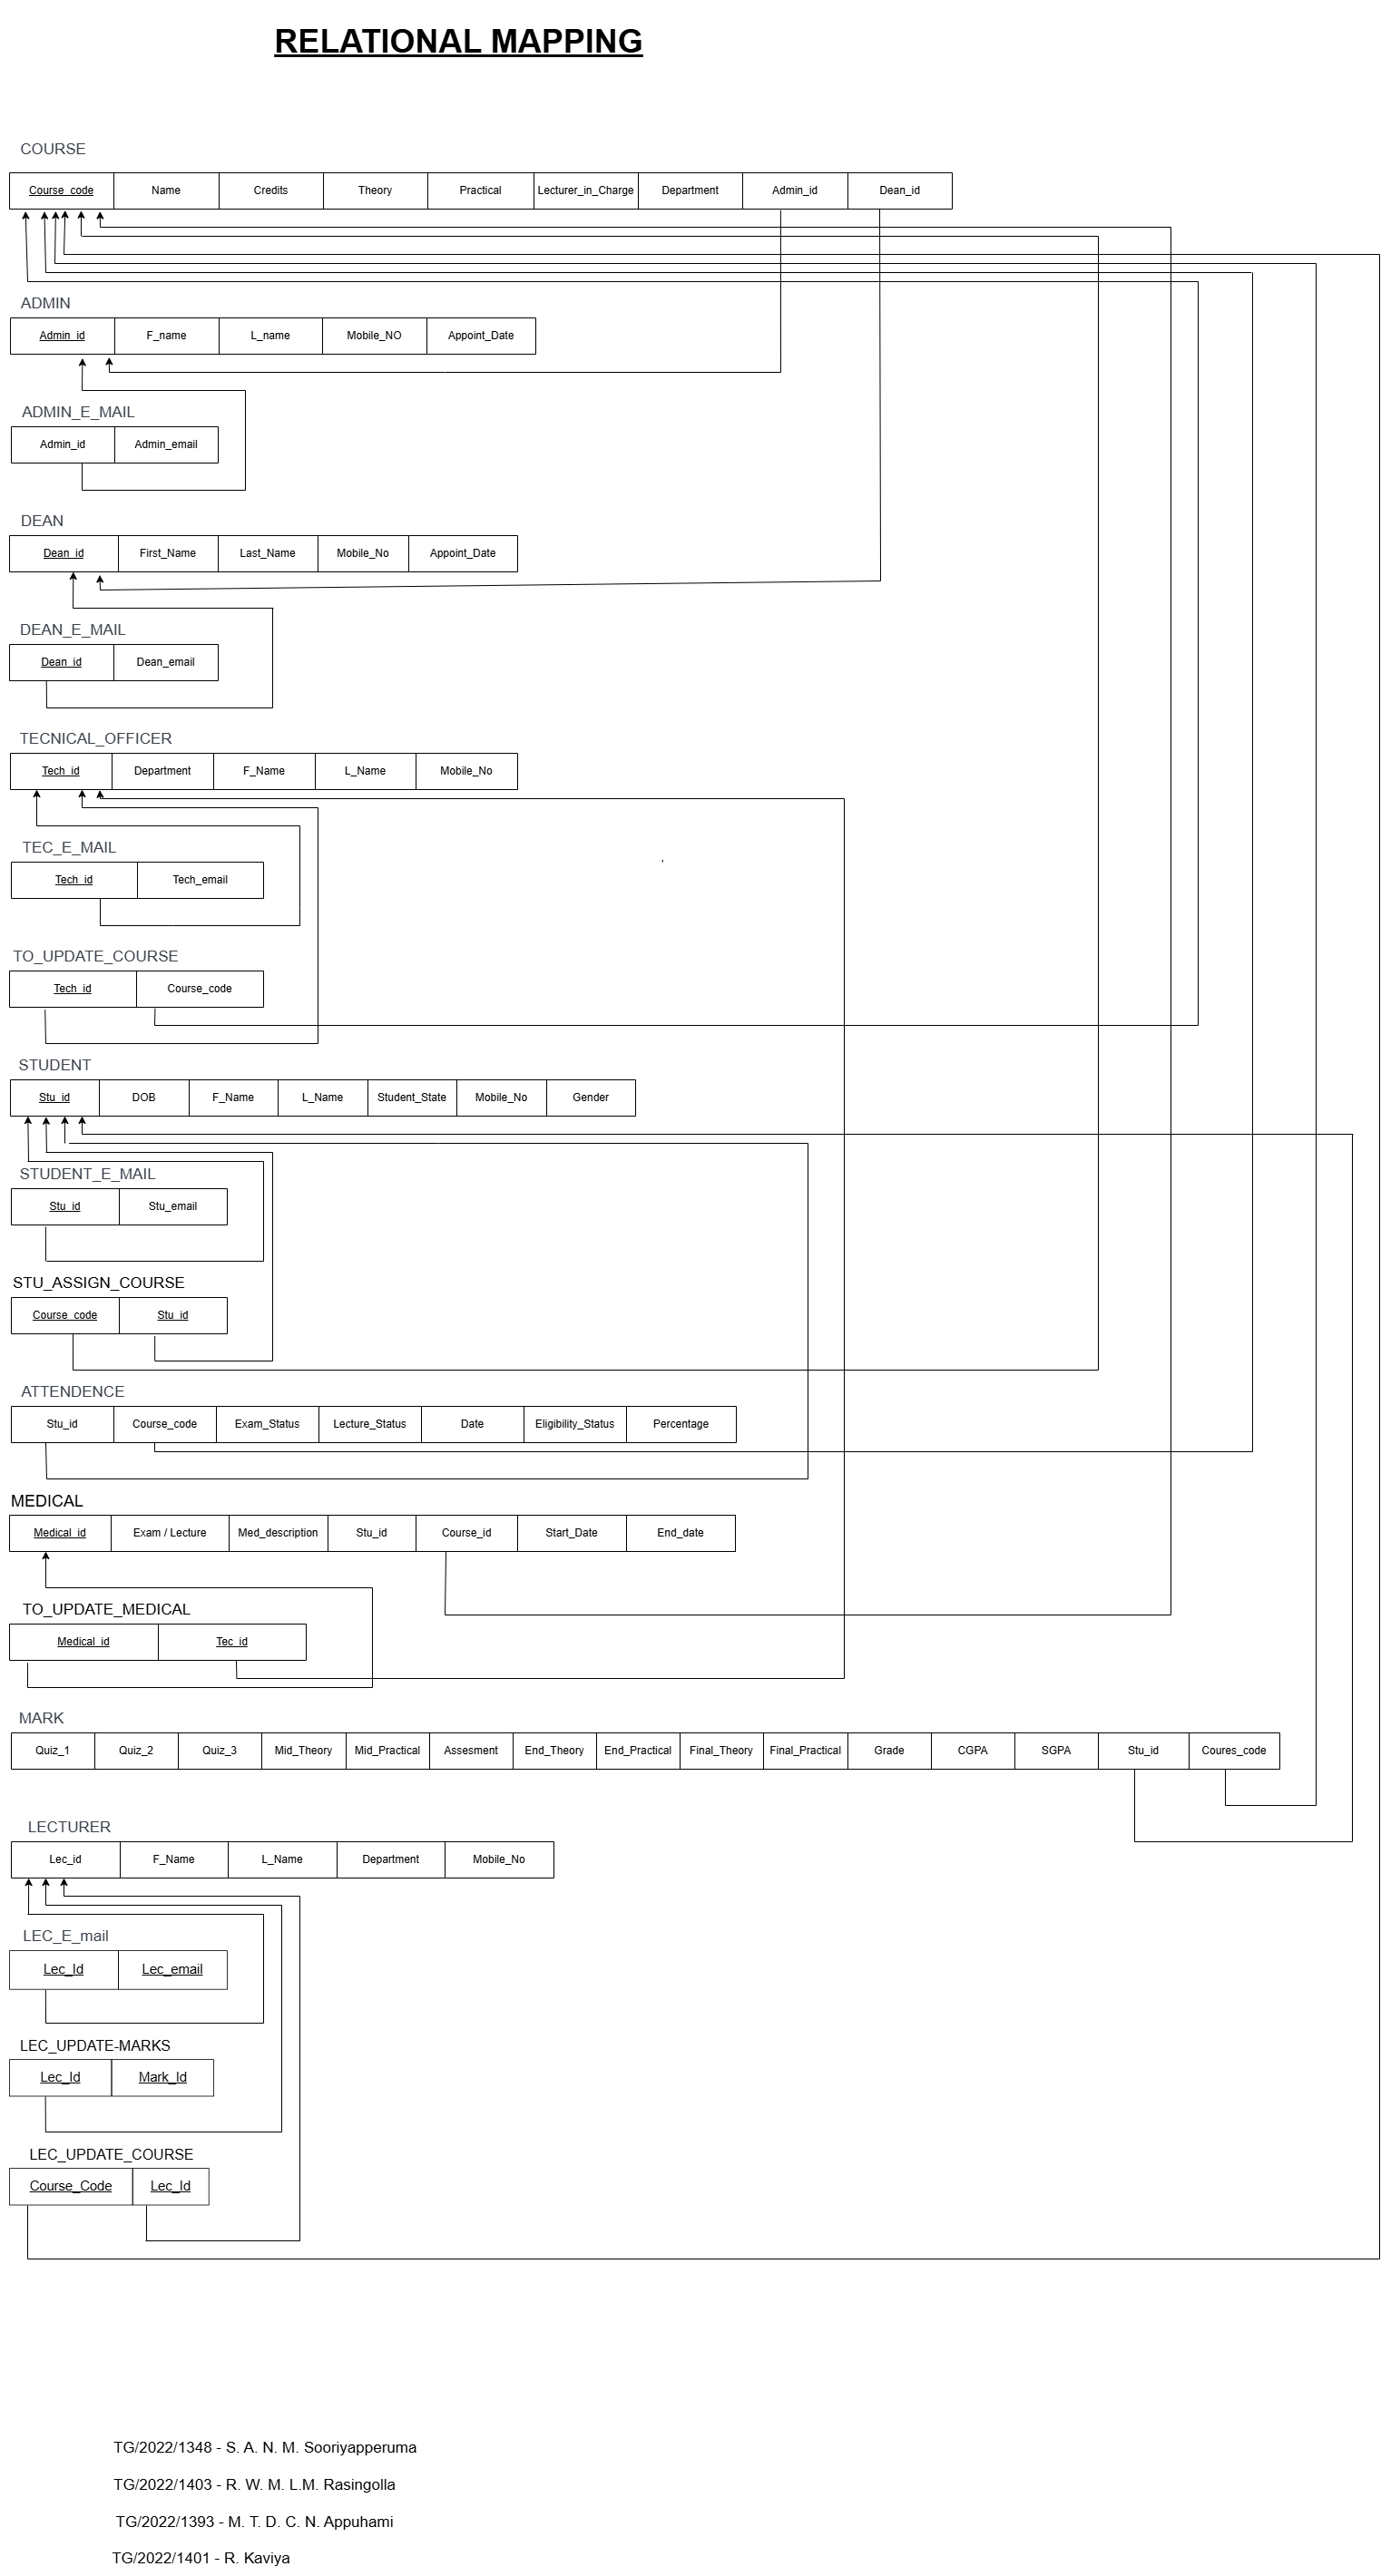 RELATIONAL MAPPING
COURSE
Course_code Name Credits Theory Practical Lecturer_in_Charge Department Admin_id Dean_id
ADMIN
Admin_id F_name L_name Mobile_NO Appoint_Date
ADMIN_E_MAIL
Admin_id Admin_email
DEAN
Dean_id First_Name Last_Name Mobile_No Appoint_Date
DEAN_E_MAIL
Dean_id Dean_email
TECNICAL_OFFICER
Tech_id Department F_Name L_Name Mobile_No
TEC_E_MAIL
,
Tech_id Tech_email
TO_UPDATE_COURSE
Tech_id Course_code
STUDENT
Stu_id DOB F_Name L_Name Student_State Mobile_No Gender
STUDENT_E_MAIL
Stu_id Stu_email
STU_ASSIGN_COURSE
Course_code Stu_id
ATTENDENCE
Stu_id Course_code Exam_Status Lecture_Status Date Eligibility_Status Percentage
MEDICAL
Medical_id Exam / Lecture Med_description Stu_id Course_id Start_Date End_date
TO_UPDATE_MEDICAL
Medical_id Tec_id
MARK
Quiz_1 Quiz_2 Quiz_3 Mid_Theory Mid_Practical Assesment End_Theory End_Practical Final_Theory Final_Practical Grade CGPA SGPA Stu_id Coures_code
LECTURER
Lec_id F_Name L_Name Department Mobile_No
LEC_E_mail
Lec_Id Lec_email
LEC_UPDATE-MARKS
Lec_Id Mark_Id
LEC_UPDATE_COURSE
Course_Code Lec_Id
TG/2022/1348 - S. A. N. M. Sooriyapperuma
TG/2022/1403 - R. W. M. L.M. Rasingolla
TG/2022/1393 - M. T. D. C. N. Appuhami
TG/2022/1401 - R. Kaviya